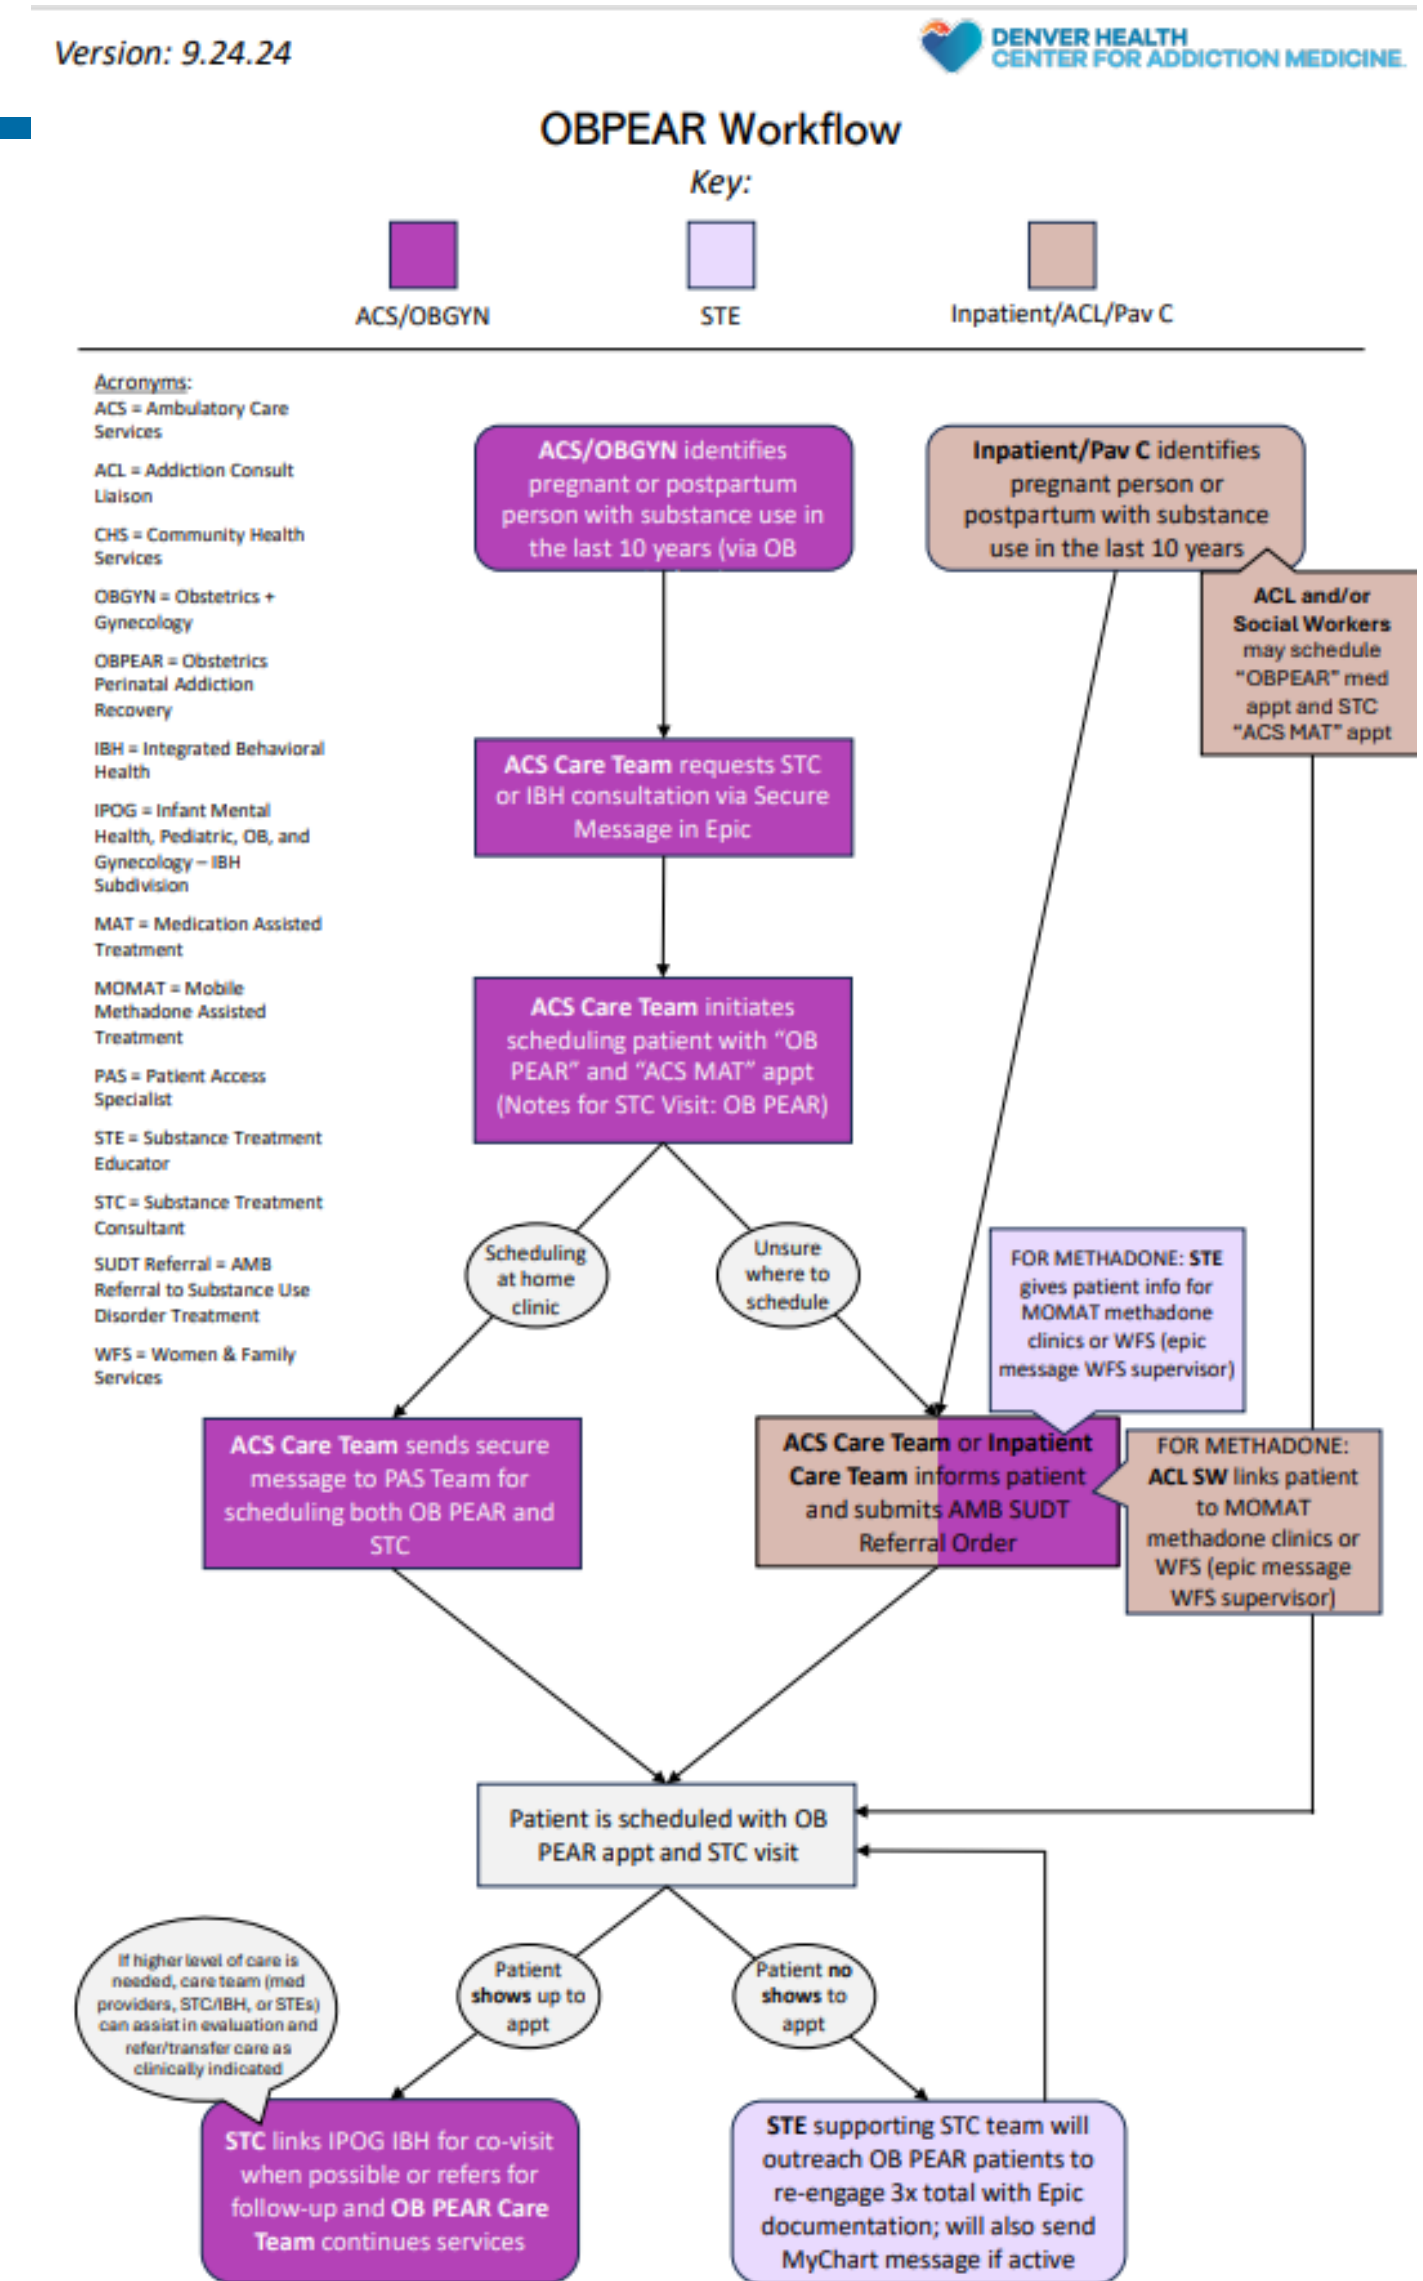 Version: 9.24.24
DENVER HEALTH
CENTER FOR ADDICTION MEDICINE
OBPEAR Workflow
Key:
ACS/OBGYN
STE
Inpatient/ACL/Pav C
Acronyms:
ACS = Ambulatory Care
Services
ACL = Addiction Consult
Liaison
CHS = Community Health
Services
OBGYN = Obstetrics +
Gynecology
OBPEAR = Obstetrics
Perinatal Addiction
Recovery
IBH = Integrated Behavioral
Health
IPOG = Infant Mental
Health, Pediatric, OB, and
Gynecology – IBH
Subdivision
MAT = Medication Assisted
Treatment
MOMAT = Mobile
Methadone Assisted
Treatment
PAS = Patient Access
Specialist
STE = Substance Treatment
Educator
STC = Substance Treatment
Consultant
SUDT Referral = AMB
Referral to Substance Use
Disorder Treatment
WFS = Women & Family
Services
ACS/OBGYN identifies
pregnant or postpartum
person with substance use in
the last 10 years (via OB
Inpatient/Pav C identifies
pregnant person or
postpartum with substance
use in the last 10 years
ACL and/or
Social Workers
may schedule
“OBPEAR” med
appt and STC
“ACS MAT” appt
ACS Care Team requests STC
or IBH consultation via Secure
Message in Epic
ACS Care Team initiates
scheduling patient with “OB
PEAR” and “ACS MAT” appt
(Notes for STC Visit: OB PEAR)
Scheduling
at home
clinic
Unsure
where to
schedule
FOR METHADONE: STE
gives patient info for
MOMAT methadone
clinics or WFS (epic
message WFS supervisor)
ACS Care Team sends secure
message to PAS Team for
scheduling both OB PEAR and
STC
ACS Care Team or Inpatient
Care Team informs patient
and submits AMB SUDT
Referral Order
FOR METHADONE:
ACL SW links patient
to MOMAT
methadone clinics or
WFS (epic message
WFS supervisor)
Patient is scheduled with OB
PEAR appt and STC visit
If higher level of care is
needed, care team (med
providers, STC/IBH, or STEs)
can assist in evaluation and
refer/transfer care as
clinically indicated
Patient
shows up to
appt
Patient no
shows to
appt
STC links IPOG IBH for co-visit
when possible or refers for
follow-up and OB PEAR Care
Team continues services
STE supporting STC team will
outreach OB PEAR patients to
re-engage 3x total with Epic
documentation; will also send
MyChart message if active